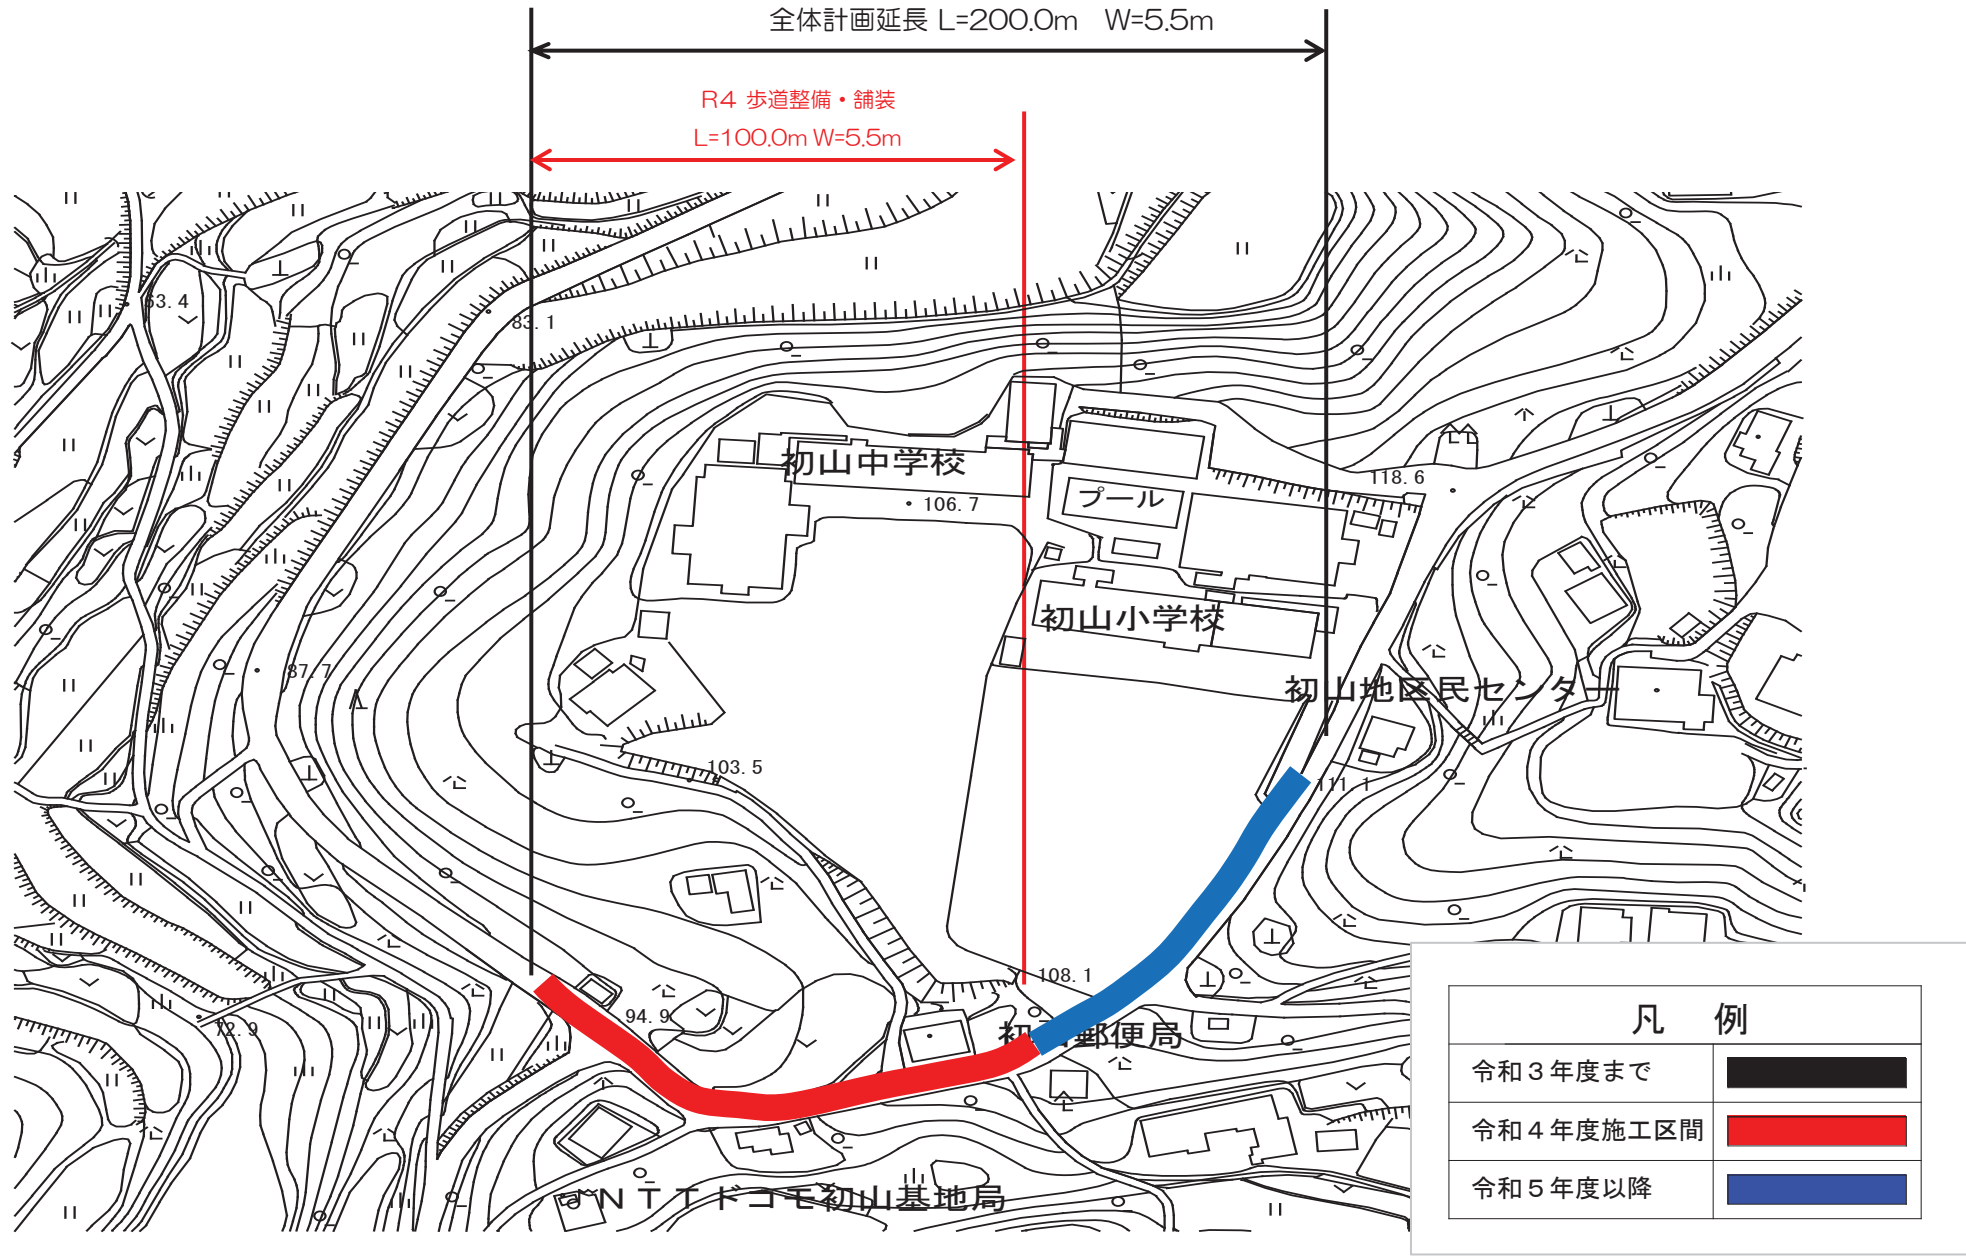 全体計画延長 L=200.0m　W=5.5m
R4 歩道整備・舗装
L=100.0m W=5.5m
63.4
83.1
初山中学校
118.6
プール
106.7
初山小学校
87.7
初山地区民センター
103.5
111.1
108.1
94.9
72.9
郵便局
NTTドコモ初山基地局
凡　例
令和３年度まで
令和４年度施工区間
令和５年度以降